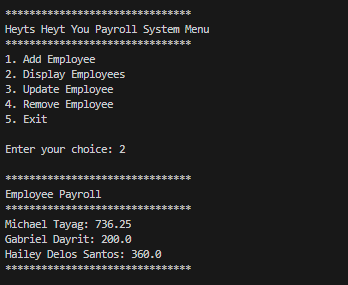 *******************************
Heyts Heyt You Payroll System Menu
*******************************
1. Add Employee
2. Display Employees
3. Update Employee
4. Remove Employee
5. Exit
Enter your choice: 2
*******************************
Employee Payroll
*******************************
Michael Tayag: 736.25
Gabriel Dayrit: 200.0
Hailey Delos Santos: 360.0
*******************************